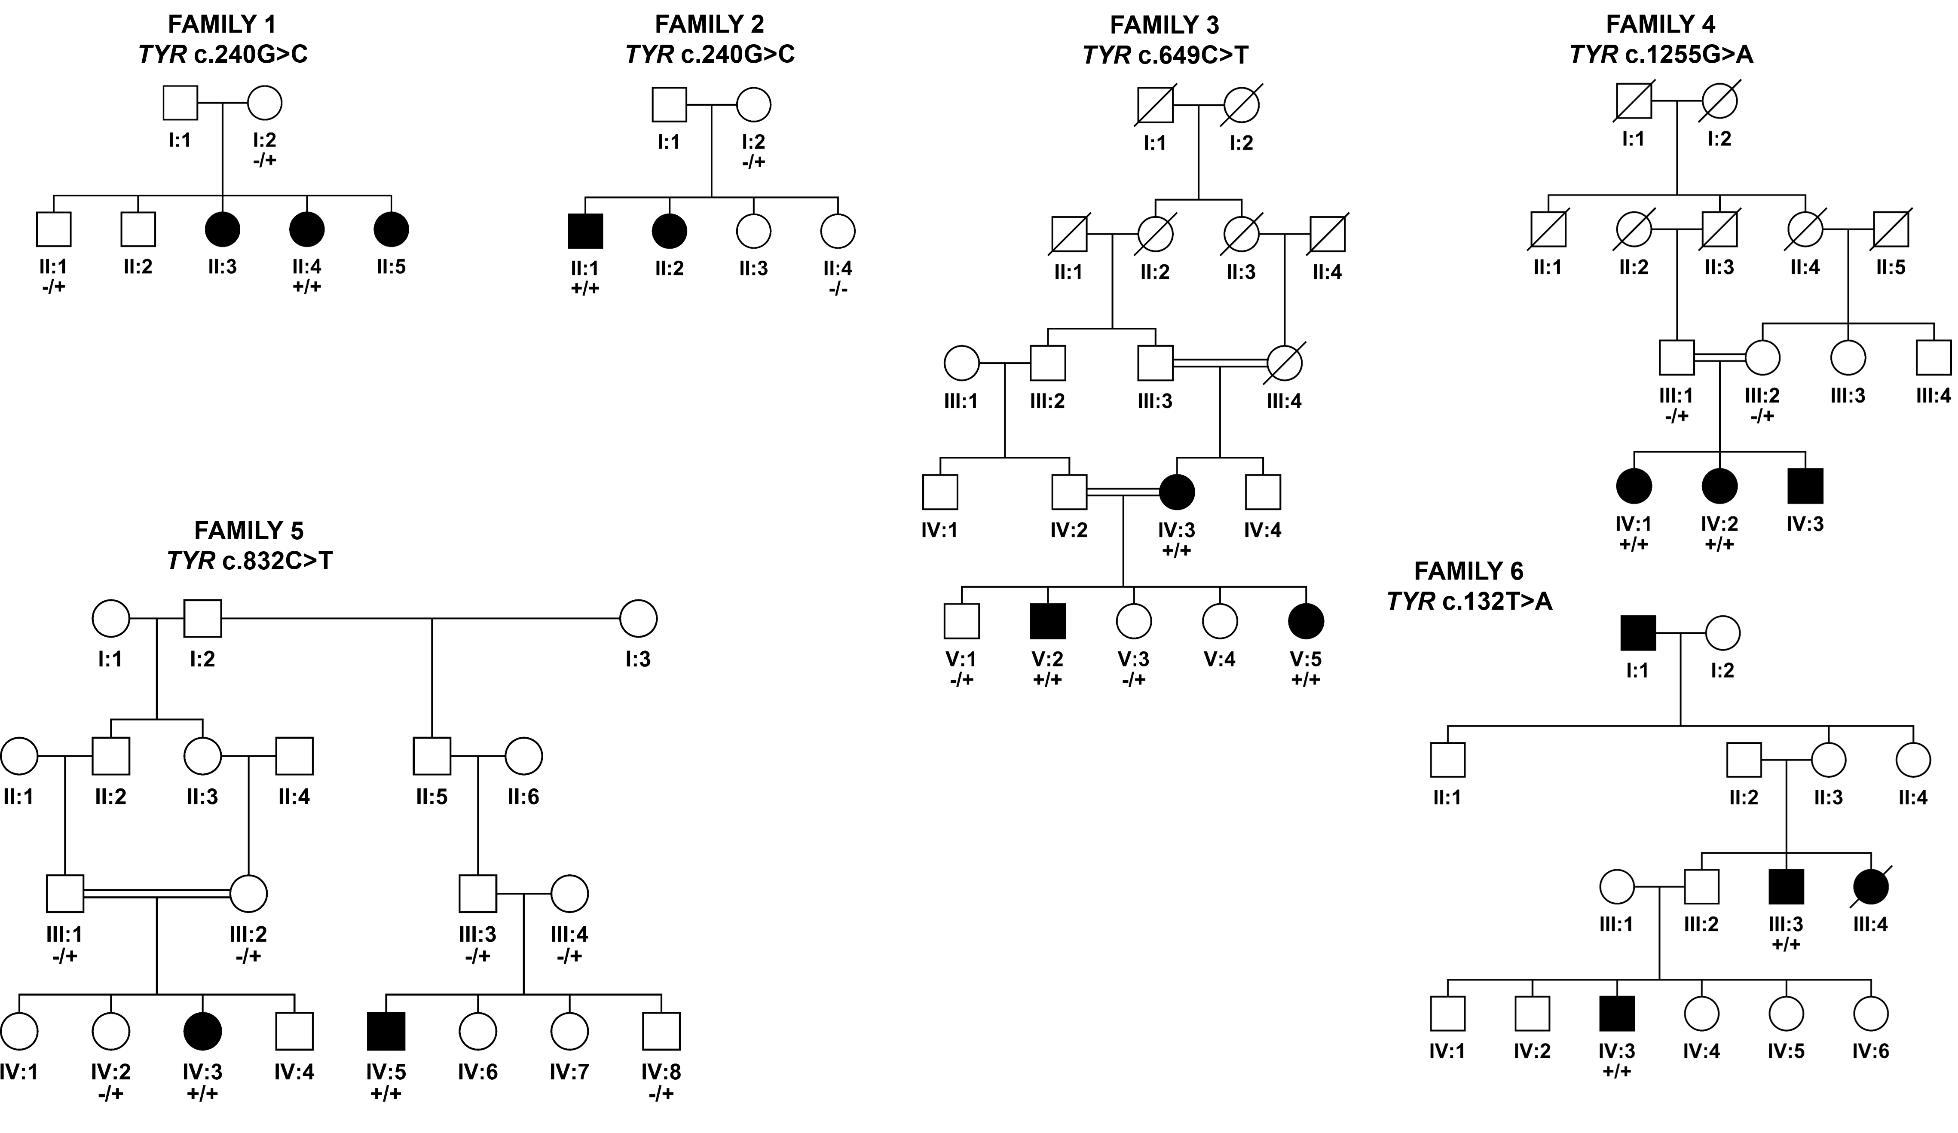 FAMILY 1
TYR c.240G>C
I:1 I:2
-/+
II:1 II:2 II:3 II:4 II:5
-/+ +/+
FAMILY 2
TYR c.240G>C
I:1 I:2
-/+
II:1 II:2 II:3 II:4
+/+ -/-
FAMILY 3
TYR c.649C>T
I:1 I:2
II:1 II:2 II:3 II:4
III:1 III:2 III:3 III:4
IV:1 IV:2 IV:3 IV:4
+/+
V:1 V:2 V:3 V:4 V:5
-/+ +/+ -/+ +/+
FAMILY 4
TYR c.1255G>A
I:1 I:2
II:1 II:2 II:3 II:4 II:5
III:1 III:2 III:3 III:4
-/+ -/+
IV:1 IV:2 IV:3
+/+ +/+
FAMILY 5
TYR c.832C>T
I:1 I:2 I:3
II:1 II:2 II:3 II:4 II:5 II:6
III:1 III:2 III:3 III:4
-/+ -/+ -/+ -/+
IV:1 IV:2 IV:3 IV:4 IV:5 IV:6 IV:7 IV:8
-/+ +/+ +/+ -/+
FAMILY 6
TYR c.132T>A
I:1 I:2
II:1 II:2 II:3 II:4
III:1 III:2 III:3 III:4
+/+
IV:1 IV:2 IV:3 IV:4 IV:5 IV:6
+/+